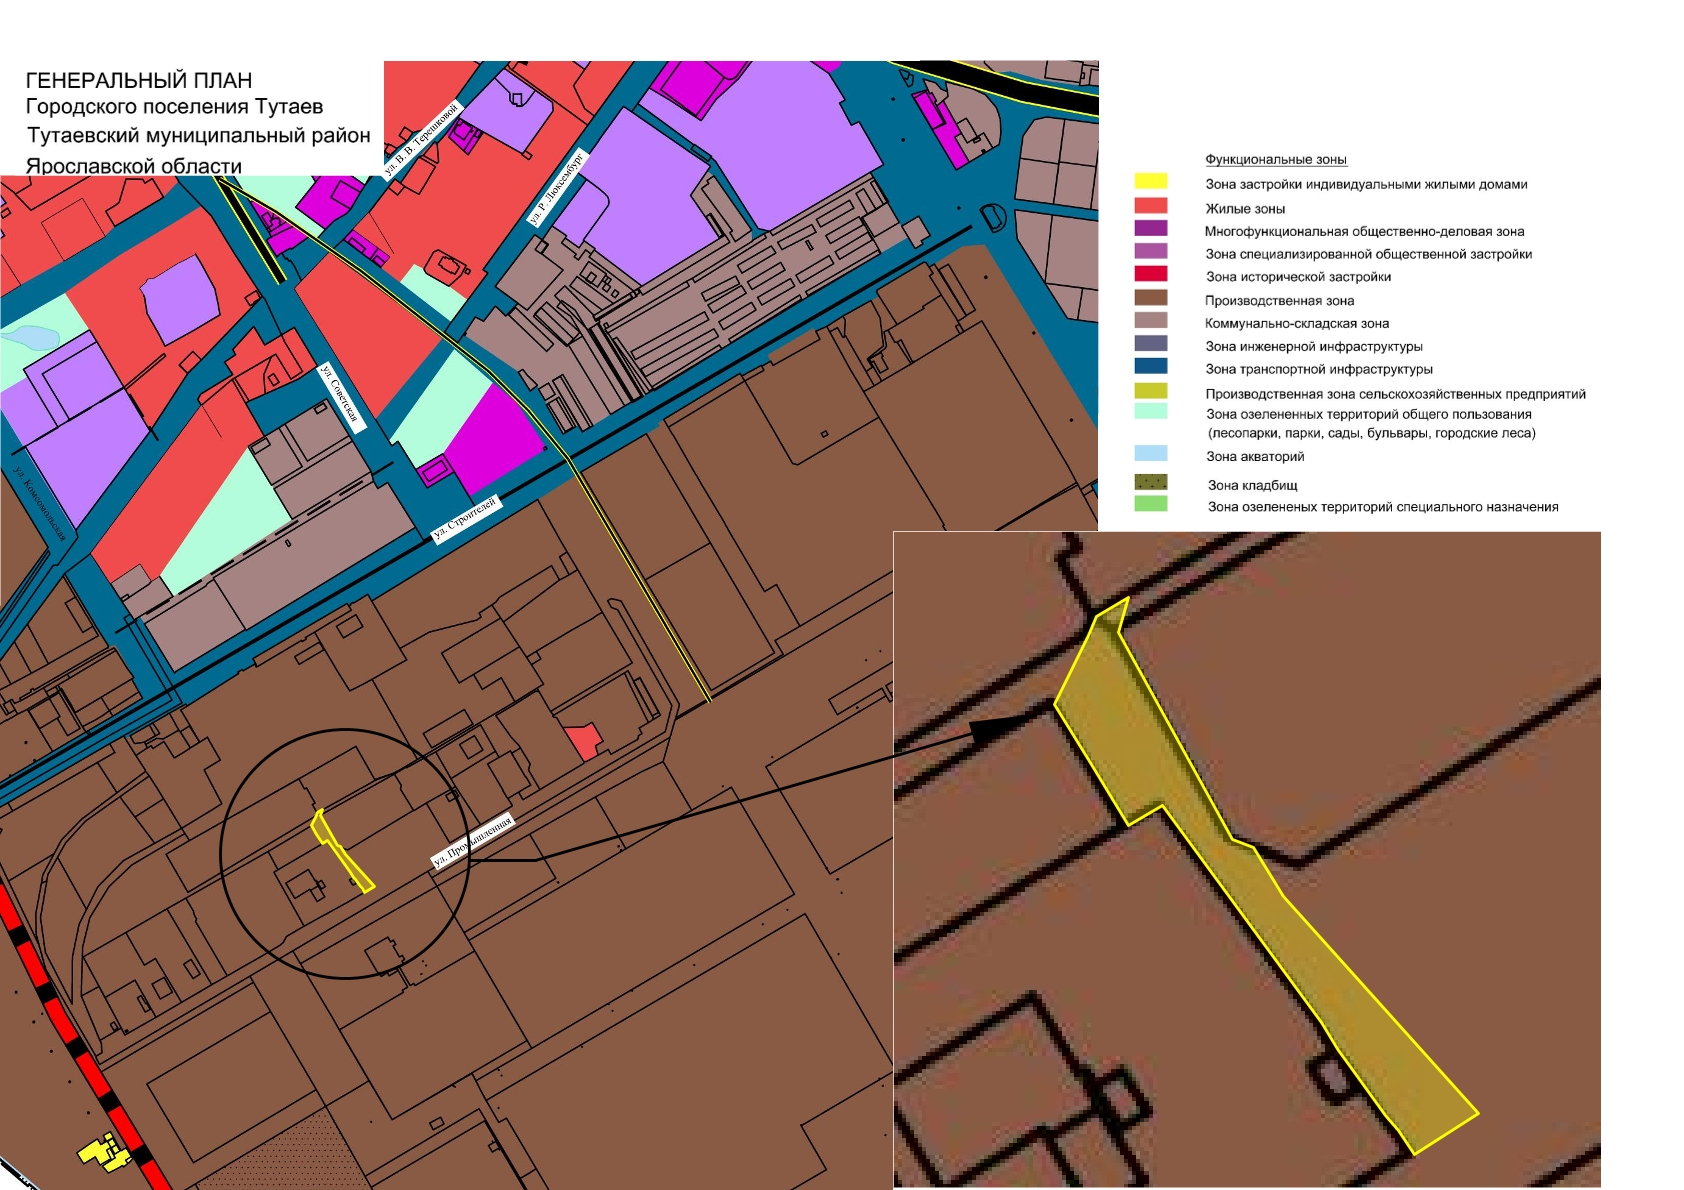 ГЕНЕРАЛЬНЫЙ ПЛАН
Городского поселения Тутаев
Тутаевский муниципальный район
Ярославской области
ул. В. В. Терешковой
ул. Р. Люксембург
ул. Советская
ул. Комсомольская
ул. Строителей
ул. Промышленная
Функциональные зоны
Зона застройки индивидуальными жилыми домами
Жилые зоны
Многофункциональная общественно-деловая зона
Зона специализированной общественной застройки
Зона исторической застройки
Производственная зона
Коммунально-складская зона
Зона инженерной инфраструктуры
Зона транспортной инфраструктуры
Производственная зона сельскохозяйственных предприятий
Зона озелененных территорий общего пользования
(лесопарки, парки, сады, бульвары, городские леса)
Зона акваторий
Зона кладбищ
Зона озелененых территорий специального назначения